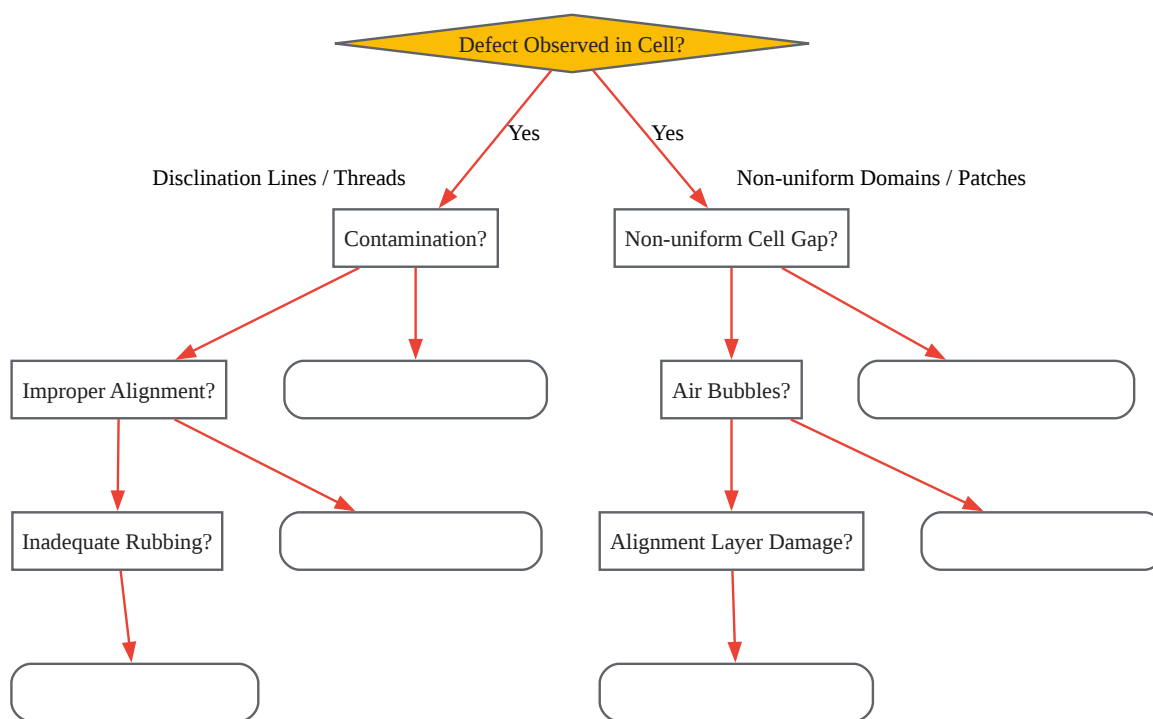 Defect Observed in Cell?
Yes
Yes
Disclination Lines / Threads
Non-uniform Domains / Patches
Contamination?
Non-uniform Cell Gap?
Improper Alignment?
Air Bubbles?
Inadequate Rubbing?
Alignment Layer Damage?